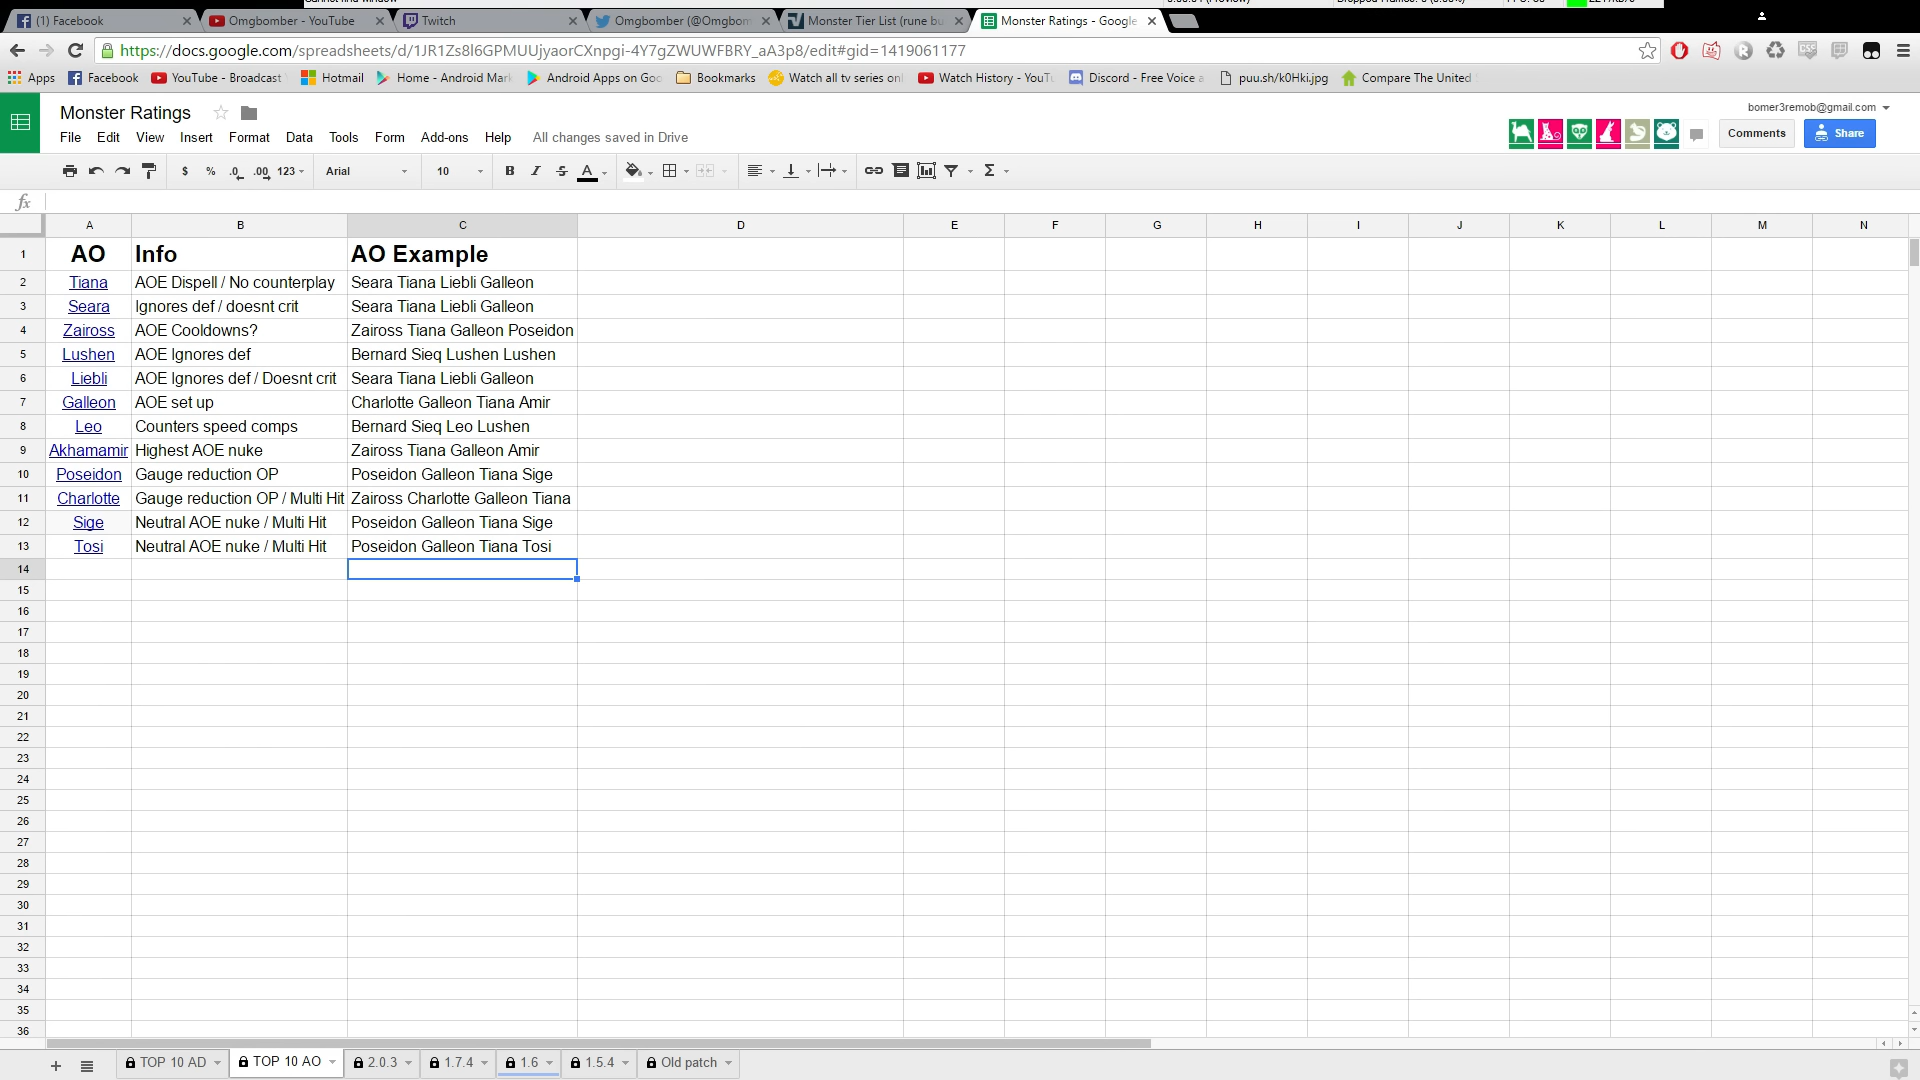 (1) Facebook
Omgbomber - YouTube
Twitch
Omgbomber (@Omgbom
Monster Tier List (rune bu
Monster Ratings - Google
https://docs.google.com/spreadsheets/d/1JR1Zs8l6GPMUUjyaorCXnpgi-4Y7gZWUWFBRY_aA3p8/edit#gid=1419061177
Apps Facebook YouTube - Broadcast Hotmail Home - Android Mark Android Apps on Goo Bookmarks Watch all tv series onl Watch History - YouTu Discord - Free Voice a puu.sh/k0Hki.jpg Compare The United
Monster Ratings
bomer3remob@gmail.com
File Edit View Insert Format Data Tools Form Add-ons Help All changes saved in Drive
Comments Share
$ % .0 .00 123 Arial 10 B I S A Σ
fx
A B C D E F G H I J K L M N
1 AO Info AO Example
2 Tiana AOE Dispell / No counterplay Seara Tiana Liebli Galleon
3 Seara Ignores def / doesnt crit Seara Tiana Liebli Galleon
4 Zaiross AOE Cooldowns? Zaiross Tiana Galleon Poseidon
5 Lushen AOE Ignores def Bernard Sieq Lushen Lushen
6 Liebli AOE Ignores def / Doesnt crit Seara Tiana Liebli Galleon
7 Galleon AOE set up Charlotte Galleon Tiana Amir
8 Leo Counters speed comps Bernard Sieq Leo Lushen
9 Akhamamir Highest AOE nuke Zaiross Tiana Galleon Amir
10 Poseidon Gauge reduction OP Poseidon Galleon Tiana Sige
11 Charlotte Gauge reduction OP / Multi Hit Zaiross Charlotte Galleon Tiana
12 Sige Neutral AOE nuke / Multi Hit Poseidon Galleon Tiana Sige
13 Tosi Neutral AOE nuke / Multi Hit Poseidon Galleon Tiana Tosi
14
15
16
17
18
19
20
21
22
23
24
25
26
27
28
29
30
31
32
33
34
35
36
TOP 10 AD TOP 10 AO 2.0.3 1.7.4 1.6 1.5.4 Old patch